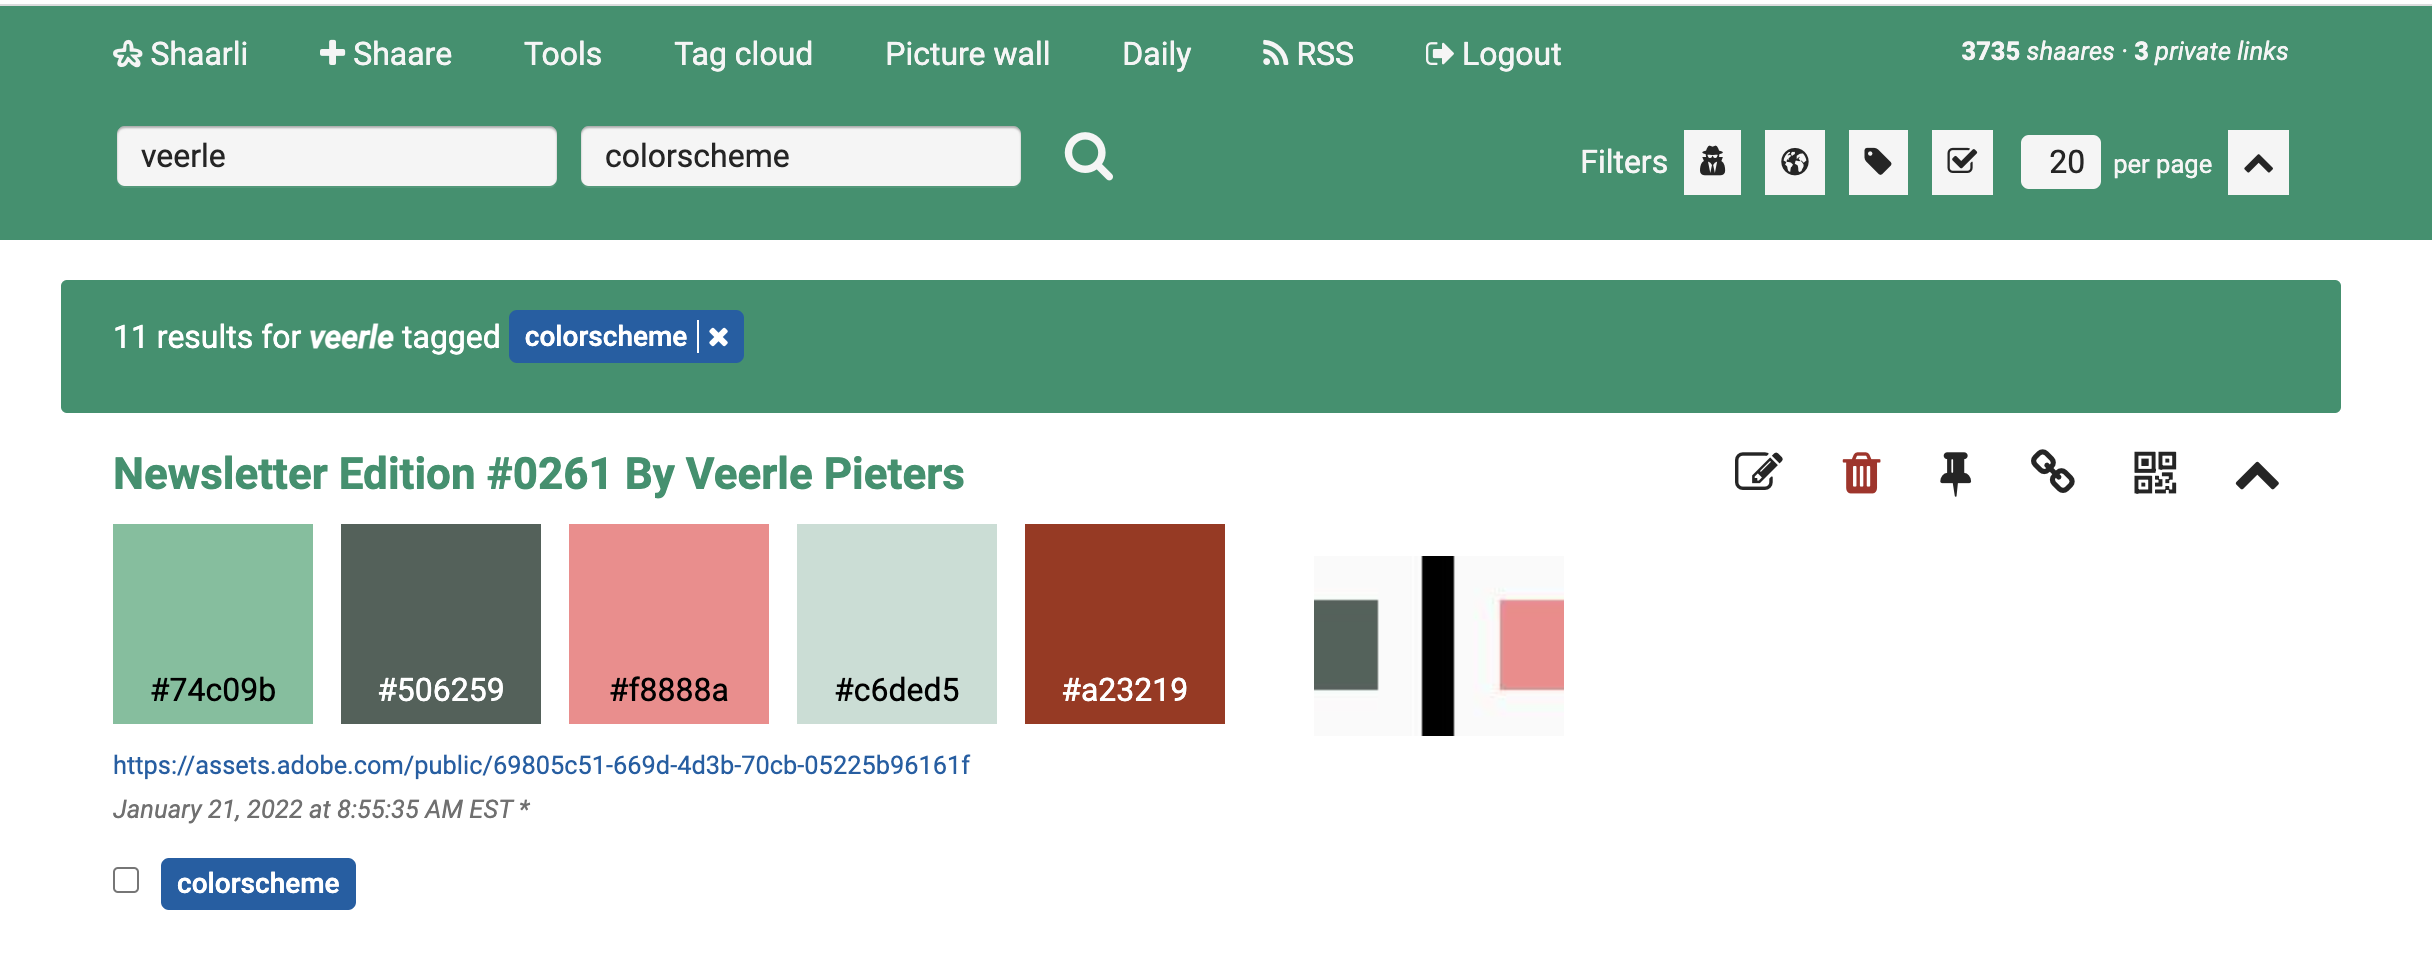 Shaarli Shaare Tools Tag cloud Picture wall Daily RSS Logout 3735 shaares · 3 private links
veerle colorscheme Filters 20 per page
11 results for veerle tagged colorscheme
Newsletter Edition #0261 By Veerle Pieters
#74c09b #506259 #f8888a #c6ded5 #a23219
https://assets.adobe.com/public/69805c51-669d-4d3b-70cb-05225b96161f
January 21, 2022 at 8:55:35 AM EST *
colorscheme